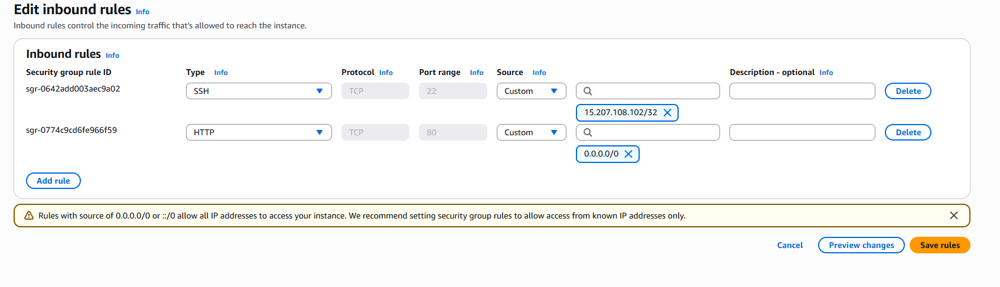 Edit inbound rules Info
Inbound rules control the incoming traffic that's allowed to reach the instance.
Inbound rules Info
Security group rule ID Type Info Protocol Info Port range Info Source Info Description - optional Info
sgr-0642add003aec9a02 SSH TCP 22 Custom Delete
15.207.108.102/32
sgr-0774c9cd6fe966f59 HTTP TCP 80 Custom Delete
0.0.0.0/0
Add rule
Rules with source of 0.0.0.0/0 or ::/0 allow all IP addresses to access your instance. We recommend setting security group rules to allow access from known IP addresses only.
Cancel Preview changes Save rules